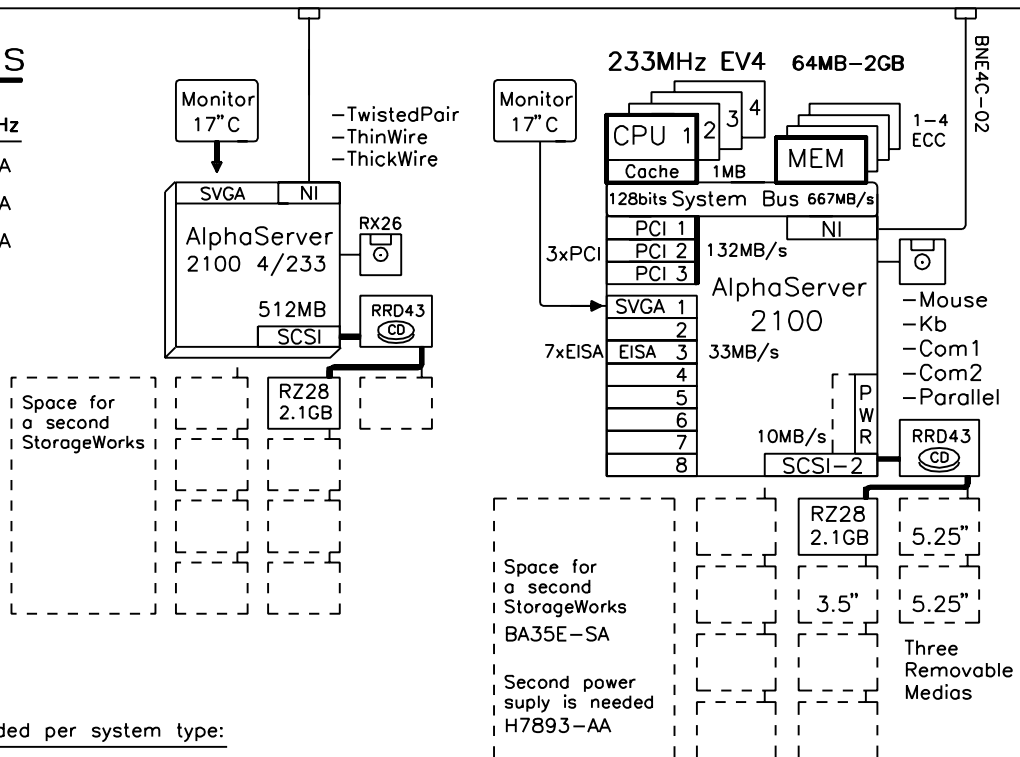 S
Hz
A
A
A
Monitor
17"C
-TwistedPair
-ThinWire
-ThickWire
SVGA NI
AlphaServer
2100 4/233
RX26
512MB
SCSI
RRD43
CD
Space for
a second
StorageWorks
RZ28
2.1GB
ded per system type:
233MHz EV4 64MB-2GB
BNE4C-02
Monitor
17"C
CPU 1 2 3 4
Cache 1MB
MEM
1-4
ECC
128bits System Bus 667MB/s
NI
3xPCI
PCI 1
PCI 2 132MB/s
PCI 3
AlphaServer
2100
SVGA 1
2
7xEISA EISA 3 33MB/s
4
5
6
7
8
-Mouse
-Kb
-Com1
-Com2
-Parallel
PWR
10MB/s
SCSI-2
RRD43
CD
RZ28
2.1GB
5.25"
3.5"
5.25"
Space for
a second
StorageWorks
BA35E-SA
Second power
suply is needed
H7893-AA
Three
Removable
Medias